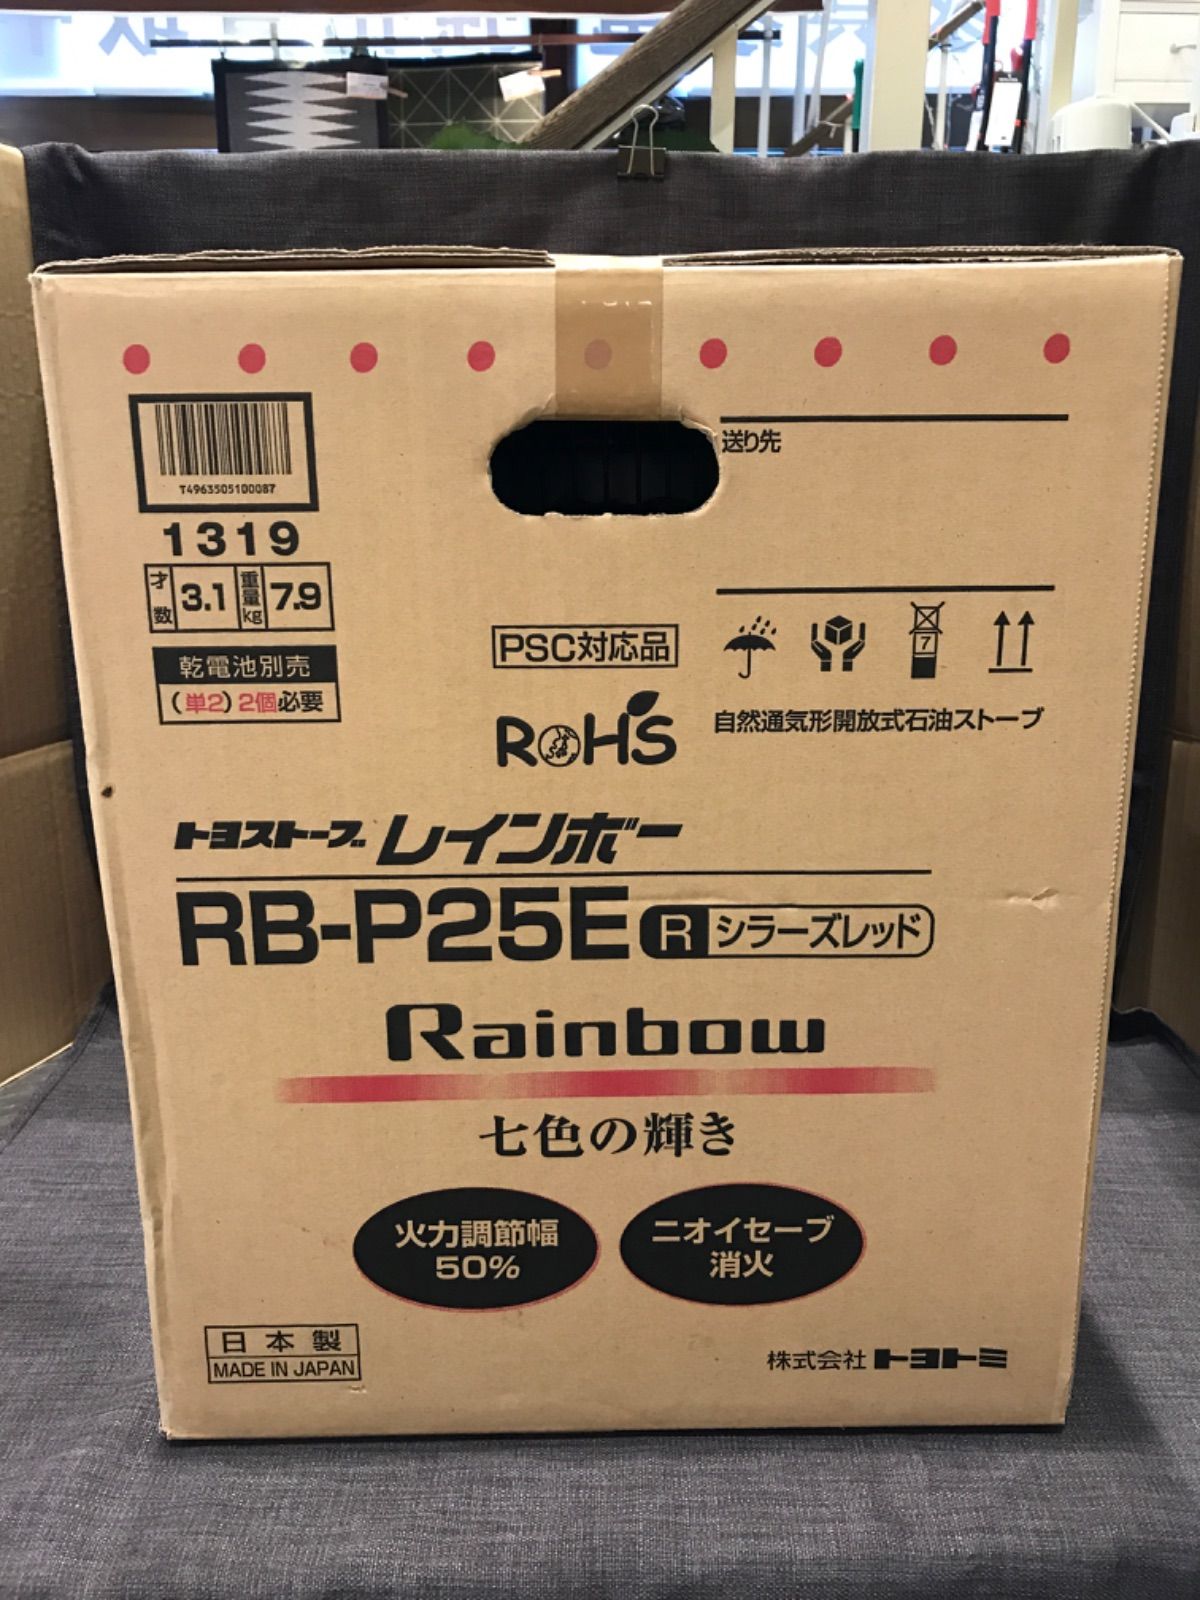 T4963505100087
1319
才数 3.1 重量kg 7.9
乾電池別売
(単2) 2個必要
送り先
PSC対応品
7
RoHS
自然通気形開放式石油ストーブ
トヨストーブ レインボー
RB-P25E R シラーズレッド
Rainbow
七色の輝き
火力調節幅
50%
ニオイセーブ
消火
日本製
MADE IN JAPAN
株式会社 トヨトミ